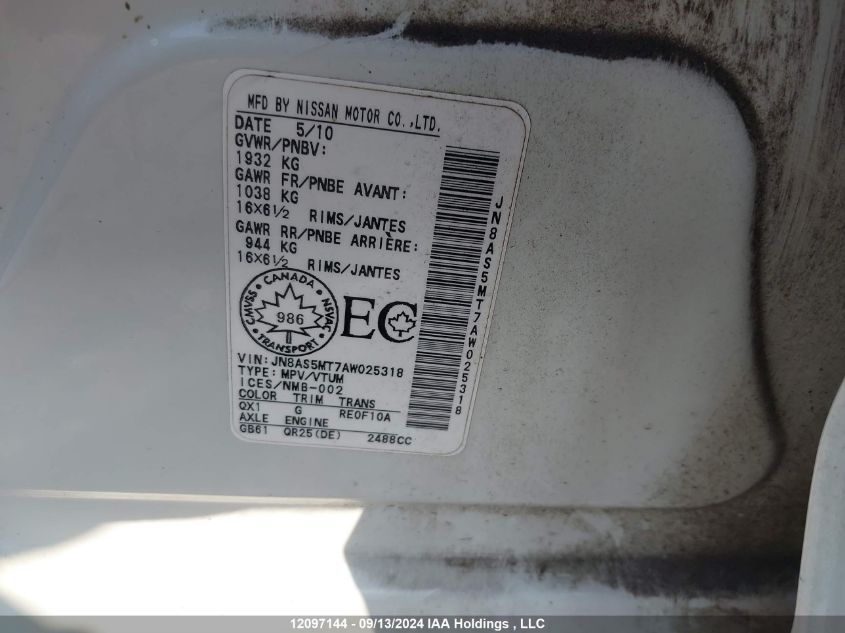 MFD BY NISSAN MOTOR CO.,LTD.
DATE 5/10
GVWR/PNBV:
1932 KG
GAWR FR/PNBE AVANT:
1038 KG
16X6½ RIMS/JANTES
GAWR RR/PNBE ARRIÈRE:
944 KG
16X6½ RIMS/JANTES
CANADA
CMVSS
NSVAC
986
TRANSPORT
EC
VIN: JN8AS5MT7AW025318
TYPE: MPV/VTUM
ICES/NMB-002
COLOR TRIM TRANS
QX1 G RE0F10A
AXLE ENGINE
GB61 QR25(DE) 2488CC
JN8AS5MT7AW025318
12097144 - 09/13/2024 IAA Holdings , LLC